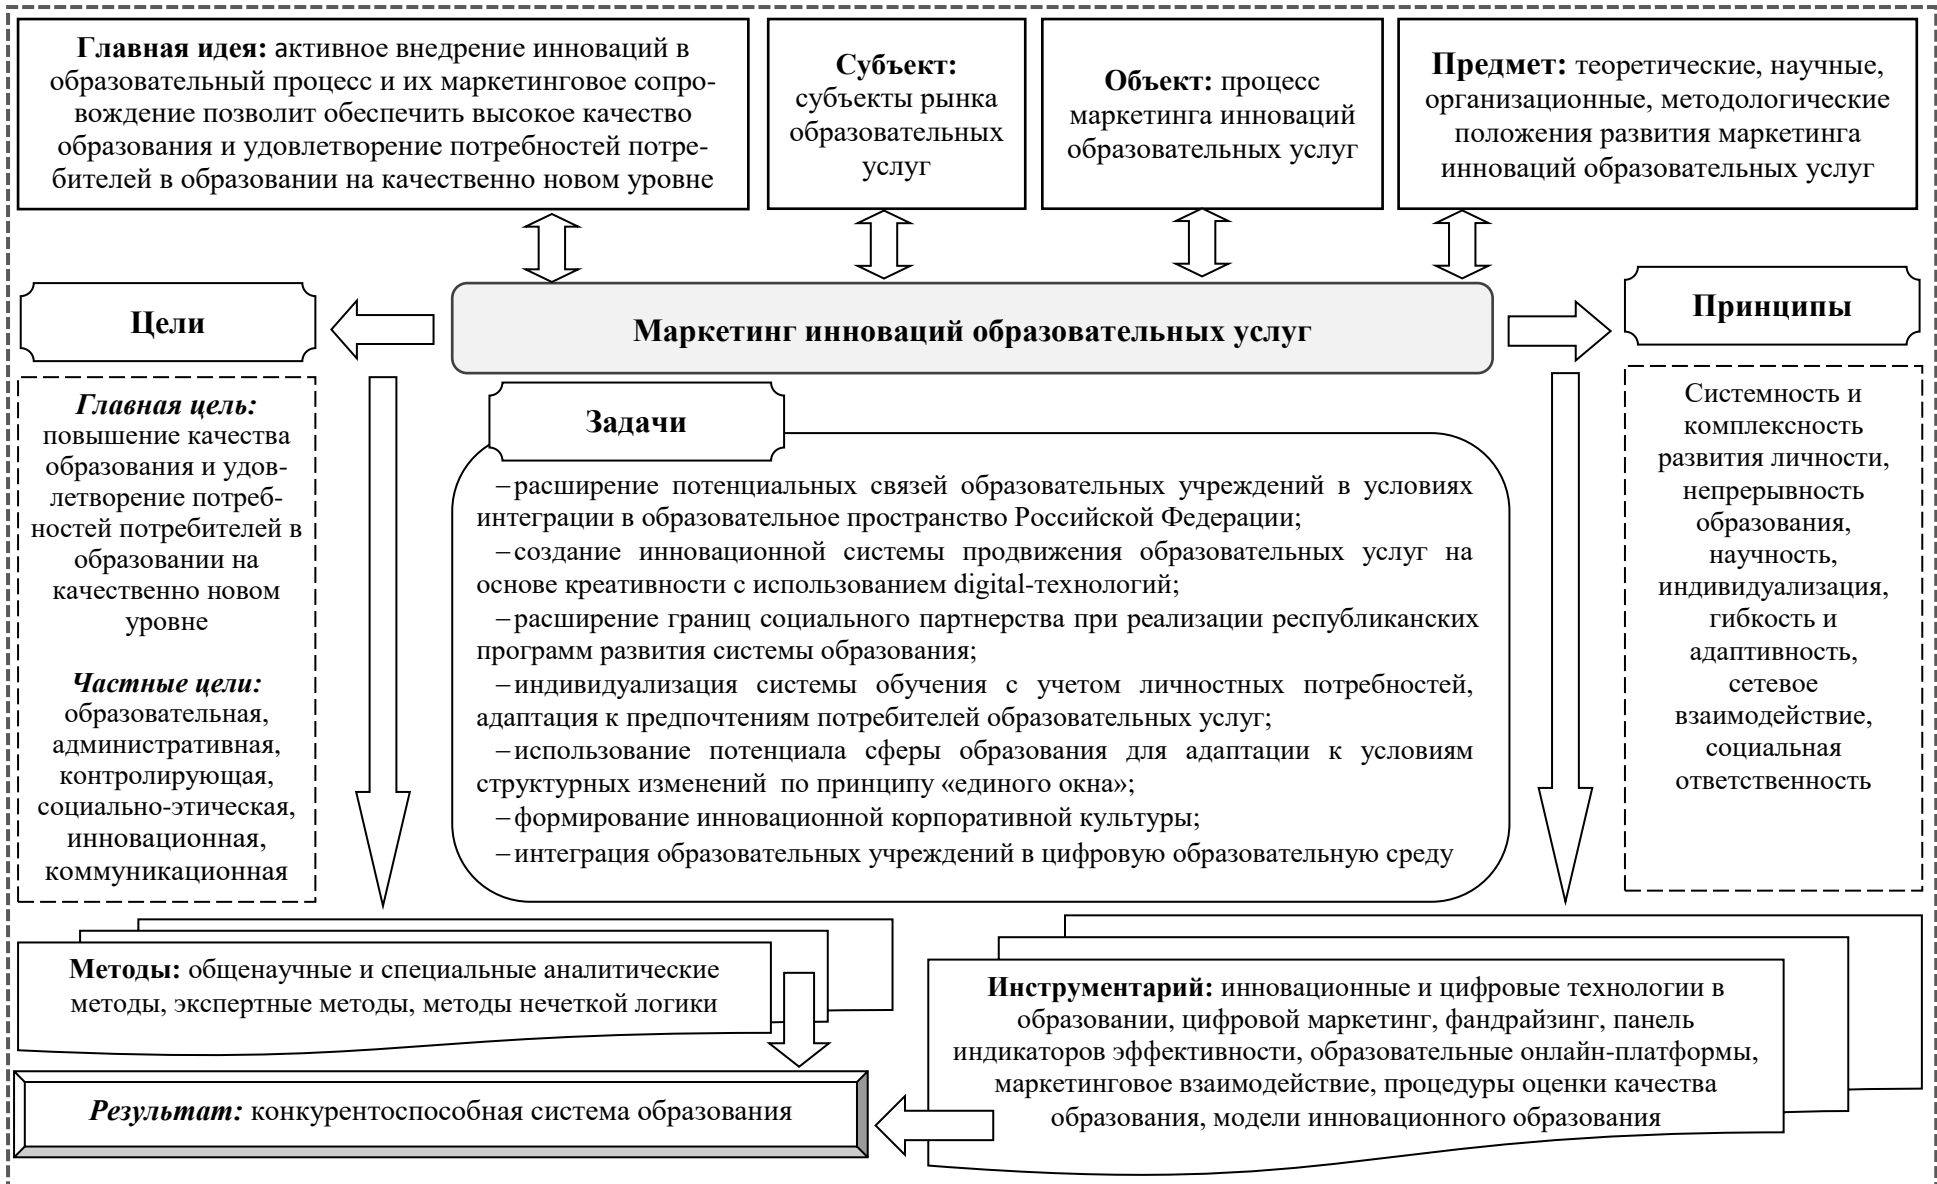 Главная идея: активное внедрение инноваций в
образовательный процесс и их маркетинговое сопро-
вождение позволит обеспечить высокое качество
образования и удовлетворение потребностей потре-
бителей в образовании на качественно новом уровне
Субъект:
субъекты рынка
образовательных
услуг
Объект: процесс
маркетинга инноваций
образовательных услуг
Предмет: теоретические, научные,
организационные, методологические
положения развития маркетинга
инноваций образовательных услуг
Цели
Маркетинг инноваций образовательных услуг
Принципы
Главная цель:
повышение качества
образования и удов-
летворение потреб-
ностей потребителей в
образовании на
качественно новом
уровне
Частные цели:
образовательная,
административная,
контролирующая,
социально-этическая,
инновационная,
коммуникационная
Задачи
–расширение потенциальных связей образовательных учреждений в условиях
интеграции в образовательное пространство Российской Федерации;
–создание инновационной системы продвижения образовательных услуг на
основе креативности с использованием digital-технологий;
–расширение границ социального партнерства при реализации республиканских
программ развития системы образования;
–индивидуализация системы обучения с учетом личностных потребностей,
адаптация к предпочтениям потребителей образовательных услуг;
–использование потенциала сферы образования для адаптации к условиям
структурных изменений по принципу «единого окна»;
–формирование инновационной корпоративной культуры;
–интеграция образовательных учреждений в цифровую образовательную среду
Системность и
комплексность
развития личности,
непрерывность
образования,
научность,
индивидуализация,
гибкость и
адаптивность,
сетевое
взаимодействие,
социальная
ответственность
Методы: общенаучные и специальные аналитические
методы, экспертные методы, методы нечеткой логики
Инструментарий: инновационные и цифровые технологии в
образовании, цифровой маркетинг, фандрайзинг, панель
индикаторов эффективности, образовательные онлайн-платформы,
маркетинговое взаимодействие, процедуры оценки качества
образования, модели инновационного образования
Результат: конкурентоспособная система образования